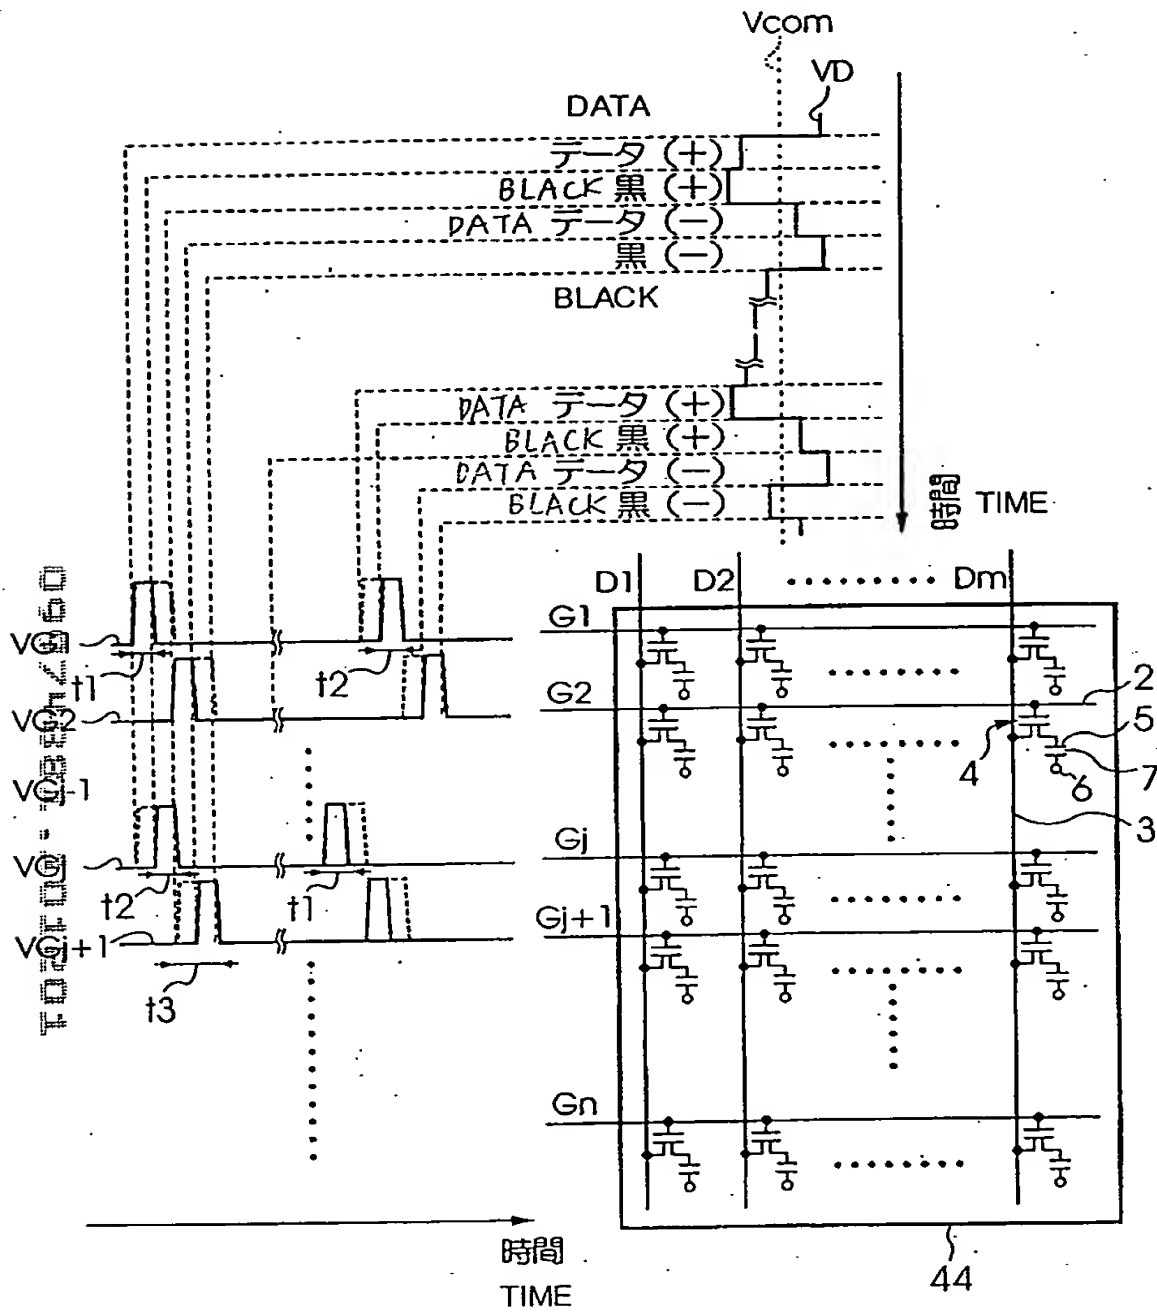 Vcom
VD
DATA
データ (+)
BLACK 黒 (+)
DATA データ (−)
黒 (−)
BLACK
DATA データ (+)
BLACK 黒 (+)
DATA データ (−)
BLACK 黒 (−)
時間 TIME
D1 D2 Dm
G1
t1
t2
G2
VG2
2
5
4
7
6
VGj-1
3
Gj
VGj
t2
t1
Gj+1
VGj+1
t3
Gn
時間
TIME
44